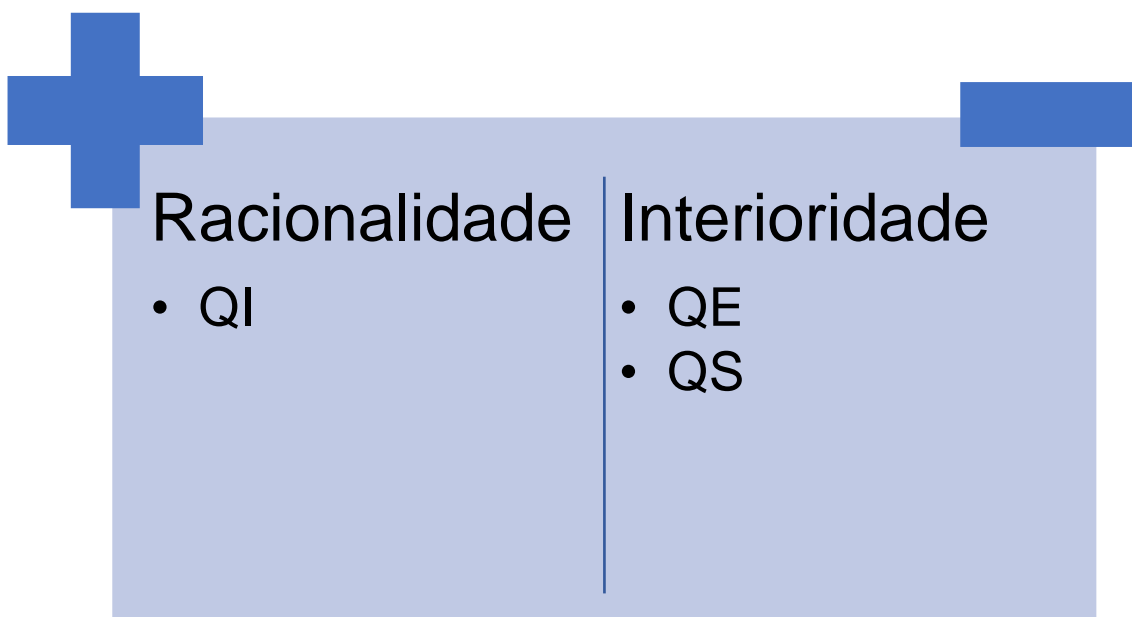 Racionalidade
• QI
Interioridade
• QE
• QS